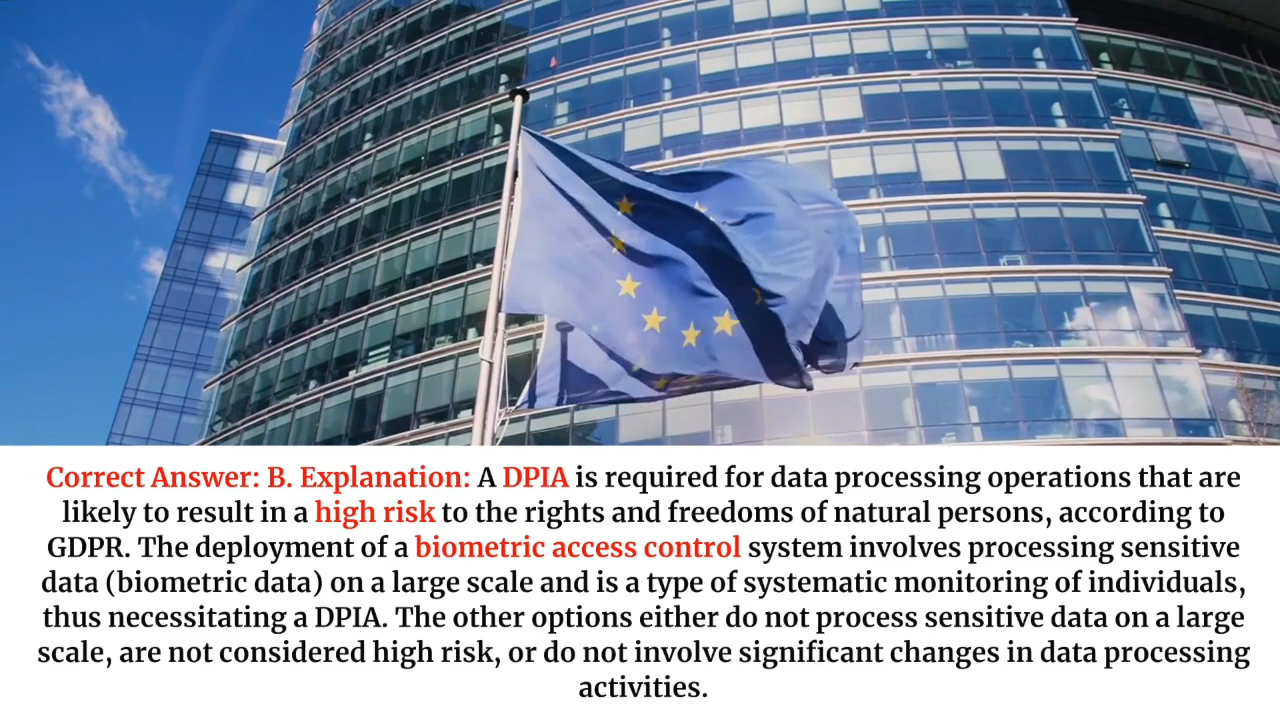 Correct Answer: B. Explanation: A DPIA is required for data processing operations that are
likely to result in a high risk to the rights and freedoms of natural persons, according to
GDPR. The deployment of a biometric access control system involves processing sensitive
data (biometric data) on a large scale and is a type of systematic monitoring of individuals,
thus necessitating a DPIA. The other options either do not process sensitive data on a large
scale, are not considered high risk, or do not involve significant changes in data processing
activities.